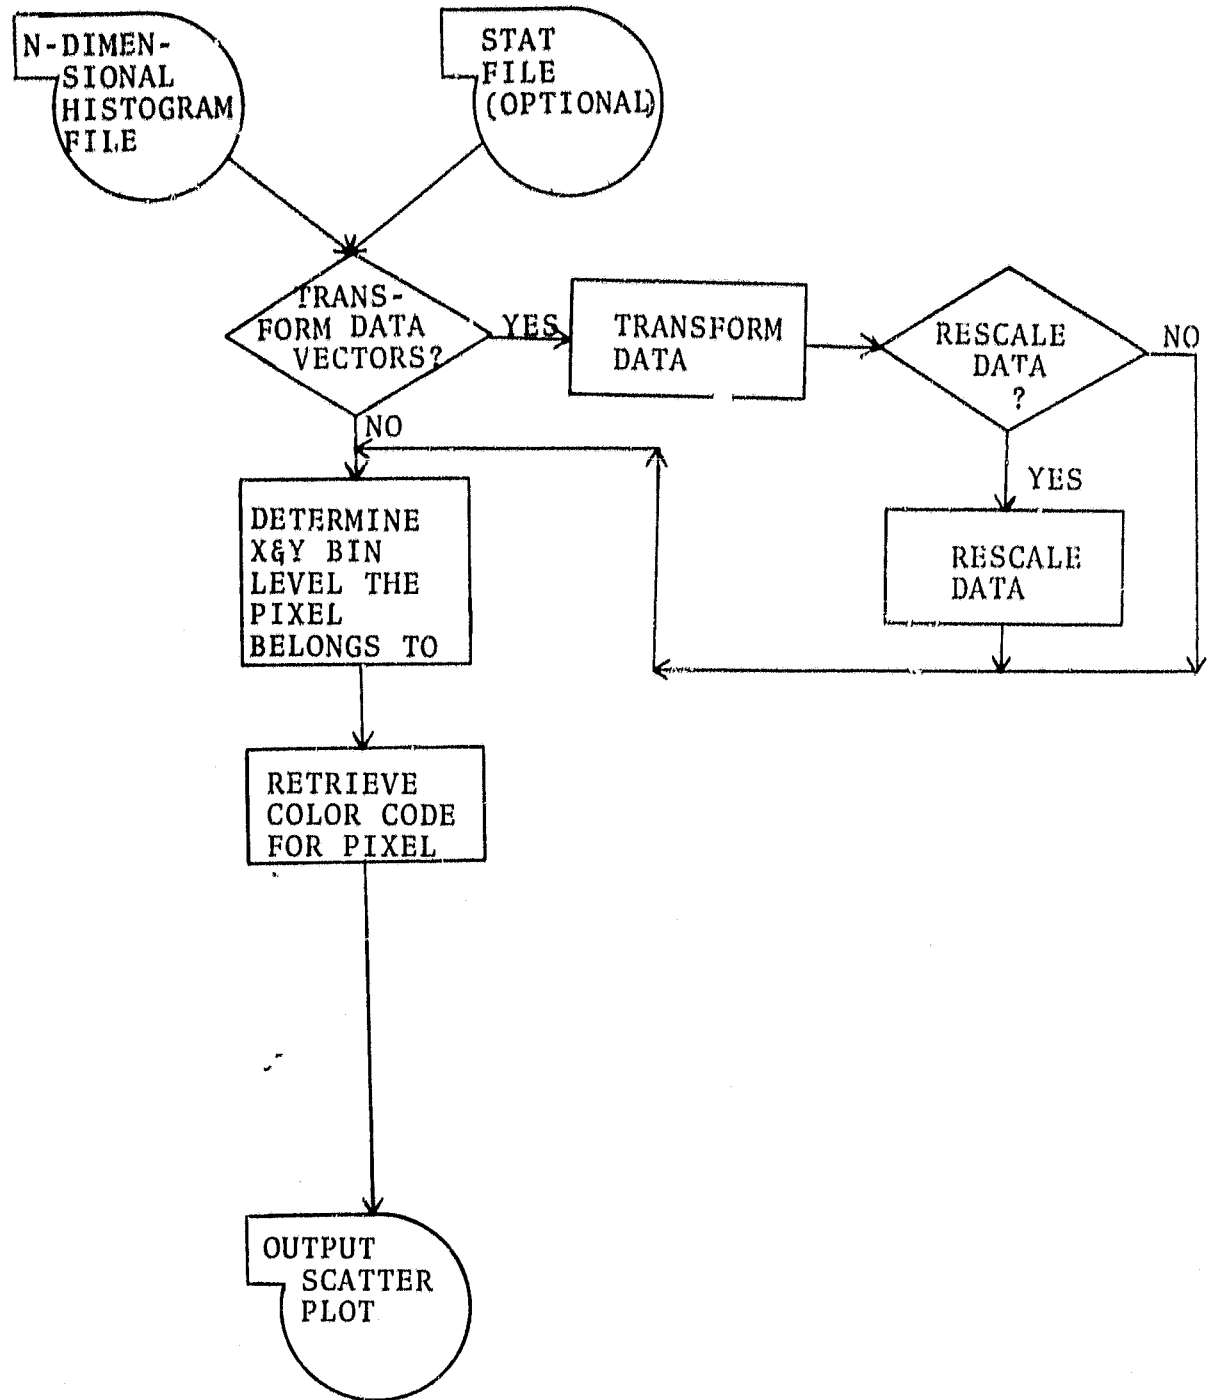 N-DIMEN-
SIONAL
HISTOGRAM
FILE
STAT
FILE
(OPTIONAL)
TRANS-
FORM DATA
VECTORS?
YES
TRANSFORM
DATA
RESCALE
DATA
?
NO
NO
YES
RESCALE
DATA
DETERMINE
X&Y BIN
LEVEL THE
PIXEL
BELONGS TO
RETRIEVE
COLOR CODE
FOR PIXEL
OUTPUT
SCATTER
PLOT